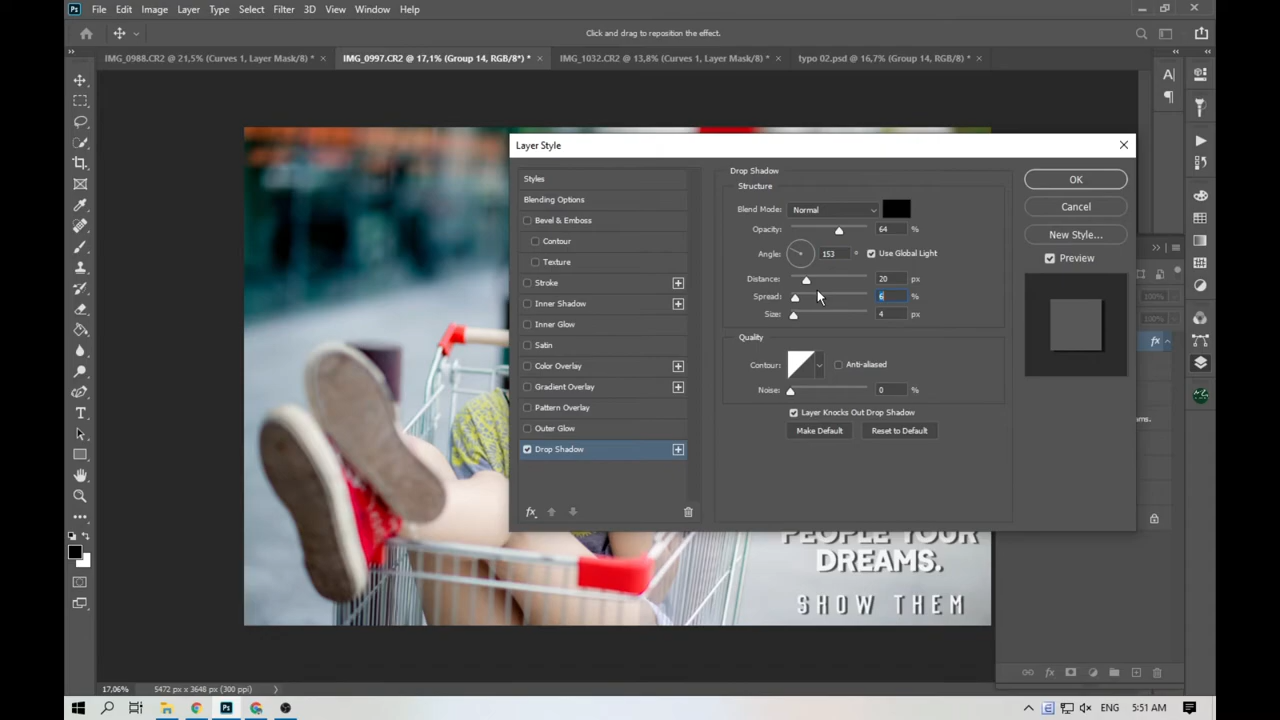 Ps File Edit Image Layer Type Select Filter 3D View Window Help
Click and drag to reposition the effect.
IMG_0988.CR2 @ 21,5% (Curves 1, Layer Mask/8) * × IMG_0997.CR2 @ 17,1% (Group 14, RGB/8*) * × IMG_1032.CR2 @ 13,8% (Curves 1, Layer Mask/8) * × typo 02.psd @ 16,7% (Group 14, RGB/8*) * ×
Layer Style
Styles
Blending Options
Bevel & Emboss
Contour
Texture
Stroke
Inner Shadow
Inner Glow
Satin
Color Overlay
Gradient Overlay
Pattern Overlay
Outer Glow
Drop Shadow
fx
Drop Shadow
Structure
Blend Mode: Normal
Opacity: 64 %
Angle: 153 ° Use Global Light
Distance: 20 px
Spread: 6 %
Size: 4 px
Quality
Contour: Anti-aliased
Noise: 0 %
Layer Knocks Out Drop Shadow
Make Default Reset to Default
OK
Cancel
New Style...
Preview
fx
PEOPLE YOUR
DREAMS.
SHOW THEM
17,06% 5472 px x 3648 px (300 ppi)
fx
Ps ENG 5:51 AM